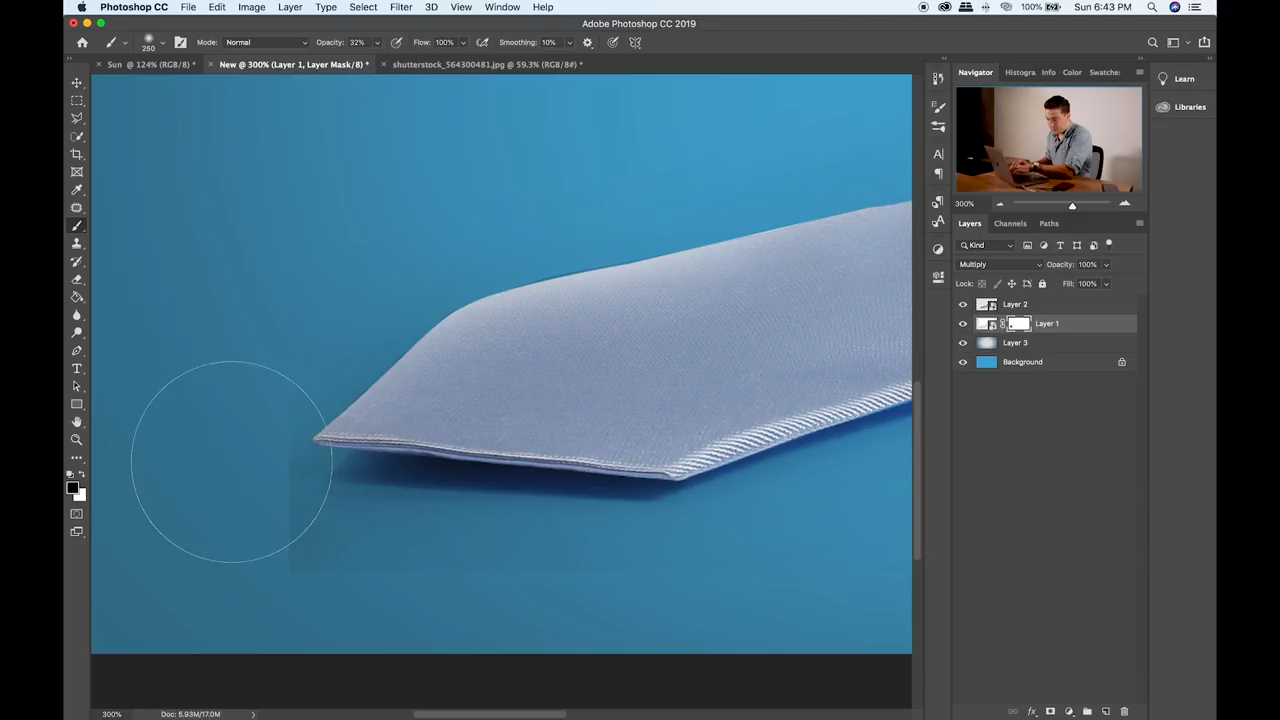 Photoshop CC File Edit Image Layer Type Select Filter 3D View Window Help 100% Sun 6:43 PM
Adobe Photoshop CC 2019
250 Mode: Normal Opacity: 32% Flow: 100% Smoothing: 10%
Sun @ 124% (RGB/8) * New @ 300% (Layer 1, Layer Mask/8) * shutterstock_564300481.jpg @ 59.3% (RGB/8#) *
Navigator Histogra Info Color Swatche:
Learn
Libraries
300%
Layers Channels Paths
Kind
Multiply Opacity: 100%
Lock: Fill: 100%
Layer 2
Layer 1
Layer 3
Background
300% Doc: 5.93M/17.0M
fx